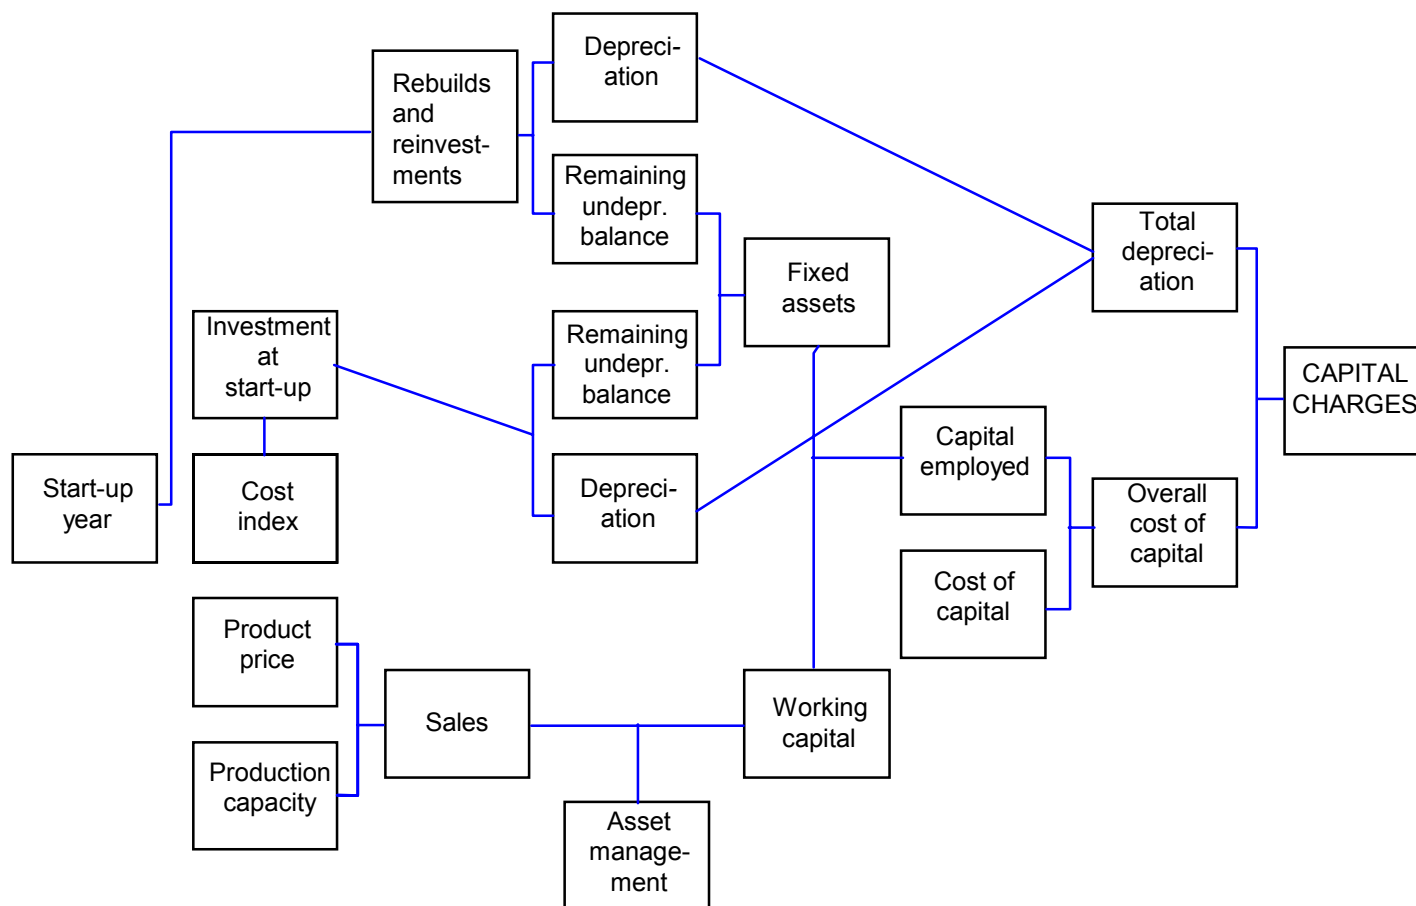 Depreci-
ation
Rebuilds
and
reinvest-
ments
Remaining
undepr.
balance
Total
depreci-
ation
Fixed
assets
Investment
at
start-up
Remaining
undepr.
balance
CAPITAL
CHARGES
Capital
employed
Start-up
year
Cost
index
Depreci-
ation
Overall
cost of
capital
Cost of
capital
Product
price
Sales
Working
capital
Production
capacity
Asset
manage-
ment